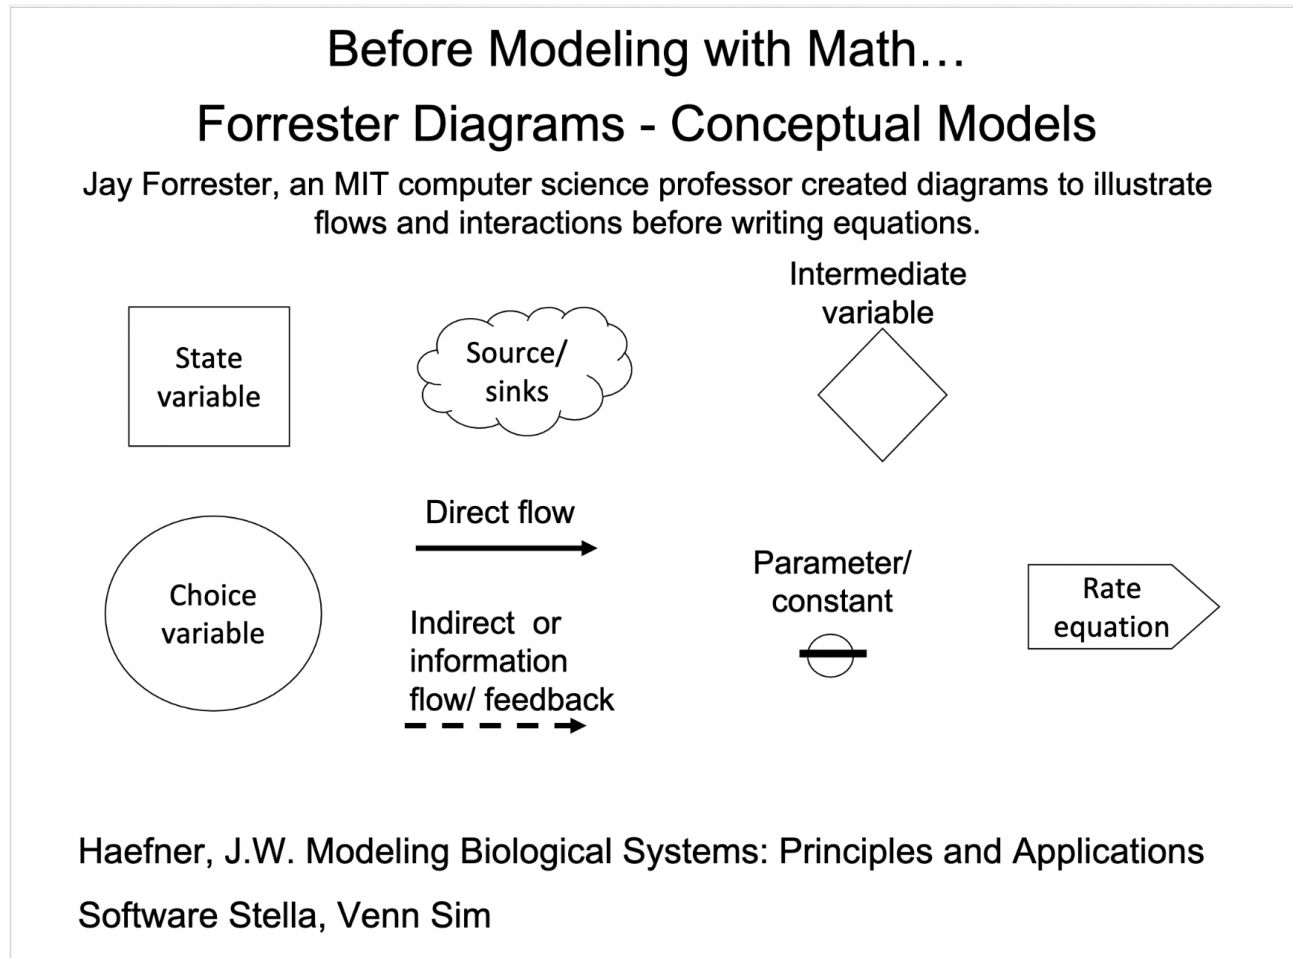 Before Modeling with Math…
Forrester Diagrams - Conceptual Models
Jay Forrester, an MIT computer science professor created diagrams to illustrate
flows and interactions before writing equations.
State
variable
Source/
sinks
Intermediate
variable
Choice
variable
Direct flow
Indirect or
information
flow/ feedback
Parameter/
constant
Rate
equation
Haefner, J.W. Modeling Biological Systems: Principles and Applications
Software Stella, Venn Sim